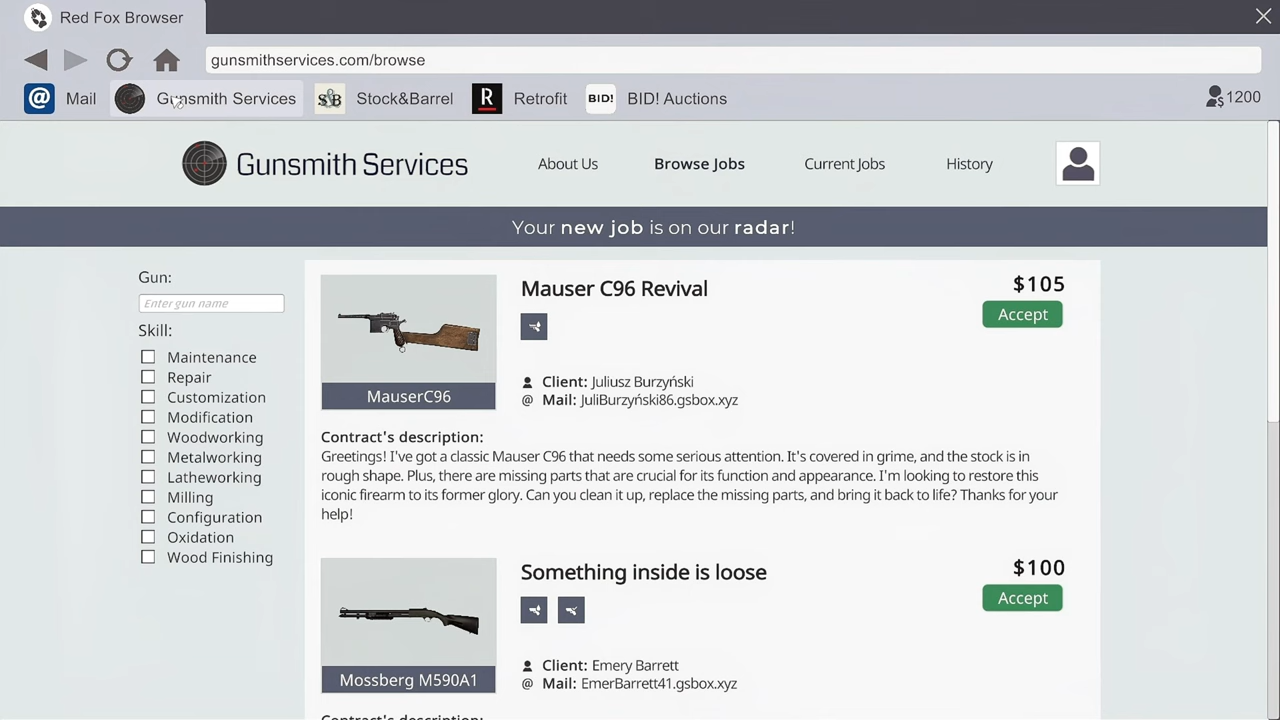 Red Fox Browser
gunsmithservices.com/browse
@ Mail Gunsmith Services S&B Stock&Barrel R Retrofit BID! BID! Auctions 1200
Gunsmith Services About Us Browse Jobs Current Jobs History
Your new job is on our radar!
Gun:
Enter gun name
Skill:
Maintenance
Repair
Customization
Modification
Woodworking
Metalworking
Latheworking
Milling
Configuration
Oxidation
Wood Finishing
Mauser C96 Revival
$105
Accept
MauserC96
Client: Juliusz Burzyński
@ Mail: JuliBurzyński86.gsbox.xyz
Contract's description:
Greetings! I've got a classic Mauser C96 that needs some serious attention. It's covered in grime, and the stock is in
rough shape. Plus, there are missing parts that are crucial for its function and appearance. I'm looking to restore this
iconic firearm to its former glory. Can you clean it up, replace the missing parts, and bring it back to life? Thanks for your
help!
Something inside is loose
$100
Accept
Mossberg M590A1
Client: Emery Barrett
@ Mail: EmerBarrett41.gsbox.xyz
Contract's description: